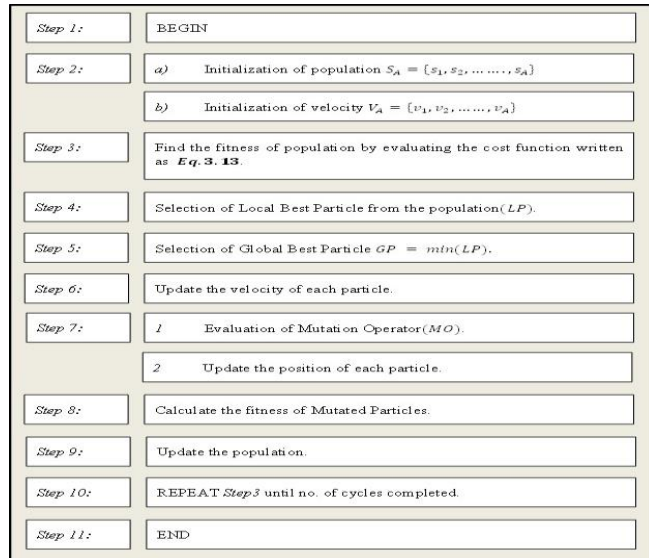 Step 1: BEGIN
Step 2: a) Initialization of population S_A = {s_1, s_2, ... ... ., s_A}
b) Initialization of velocity V_A = {v_1, v_2, ... ..., v_A}
Step 3: Find the fitness of population by evaluating the cost function written
as Eq. 3. 13.
Step 4: Selection of Local Best Particle from the population(LP).
Step 5: Selection of Global Best Particle GP = min(LP).
Step 6: Update the velocity of each particle.
Step 7: 1 Evaluation of Mutation Operator(MO).
2 Update the position of each particle.
Step 8: Calculate the fitness of Mutated Particles.
Step 9: Update the population.
Step 10: REPEAT Step3 until no. of cycles completed.
Step 11: END